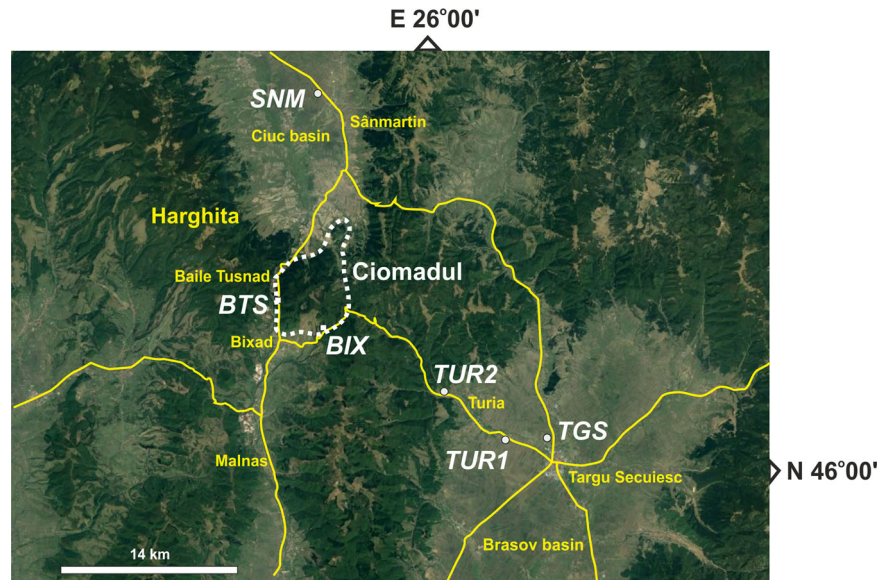 E 26°00'
SNM
Sânmartin
Ciuc basin
Harghita
Ciomadul
Baile Tusnad
BTS
Bixad
BIX
TUR2
Turia
TGS
TUR1
Malnas
Targu Secuiesc
N 46°00'
Brasov basin
14 km